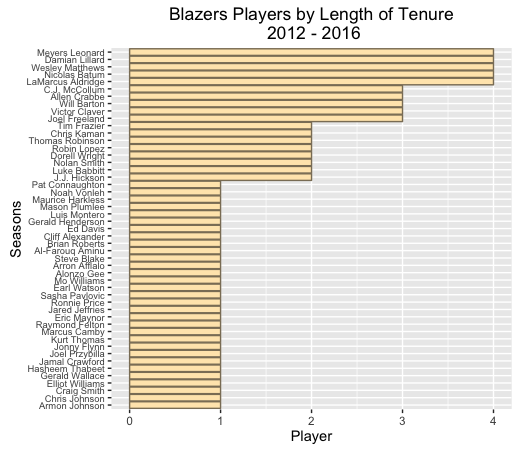 Blazers Players by Length of Tenure
2012 - 2016
Meyers Leonard
Damian Lillard
Wesley Matthews
Nicolas Batum
LaMarcus Aldridge
C.J. McCollum
Allen Crabbe
Will Barton
Victor Claver
Joel Freeland
Tim Frazier
Chris Kaman
Thomas Robinson
Robin Lopez
Dorell Wright
Nolan Smith
Luke Babbitt
J.J. Hickson
Pat Connaughton
Noah Vonleh
Maurice Harkless
Mason Plumlee
Luis Montero
Gerald Henderson
Ed Davis
Cliff Alexander
Brian Roberts
Al-Farouq Aminu
Steve Blake
Arron Afflalo
Alonzo Gee
Mo Williams
Earl Watson
Sasha Pavlovic
Ronnie Price
Jared Jeffries
Eric Maynor
Raymond Felton
Marcus Camby
Kurt Thomas
Jonny Flynn
Joel Przybilla
Jamal Crawford
Hasheem Thabeet
Gerald Wallace
Elliot Williams
Craig Smith
Chris Johnson
Armon Johnson
Seasons
0 1 2 3 4
Player